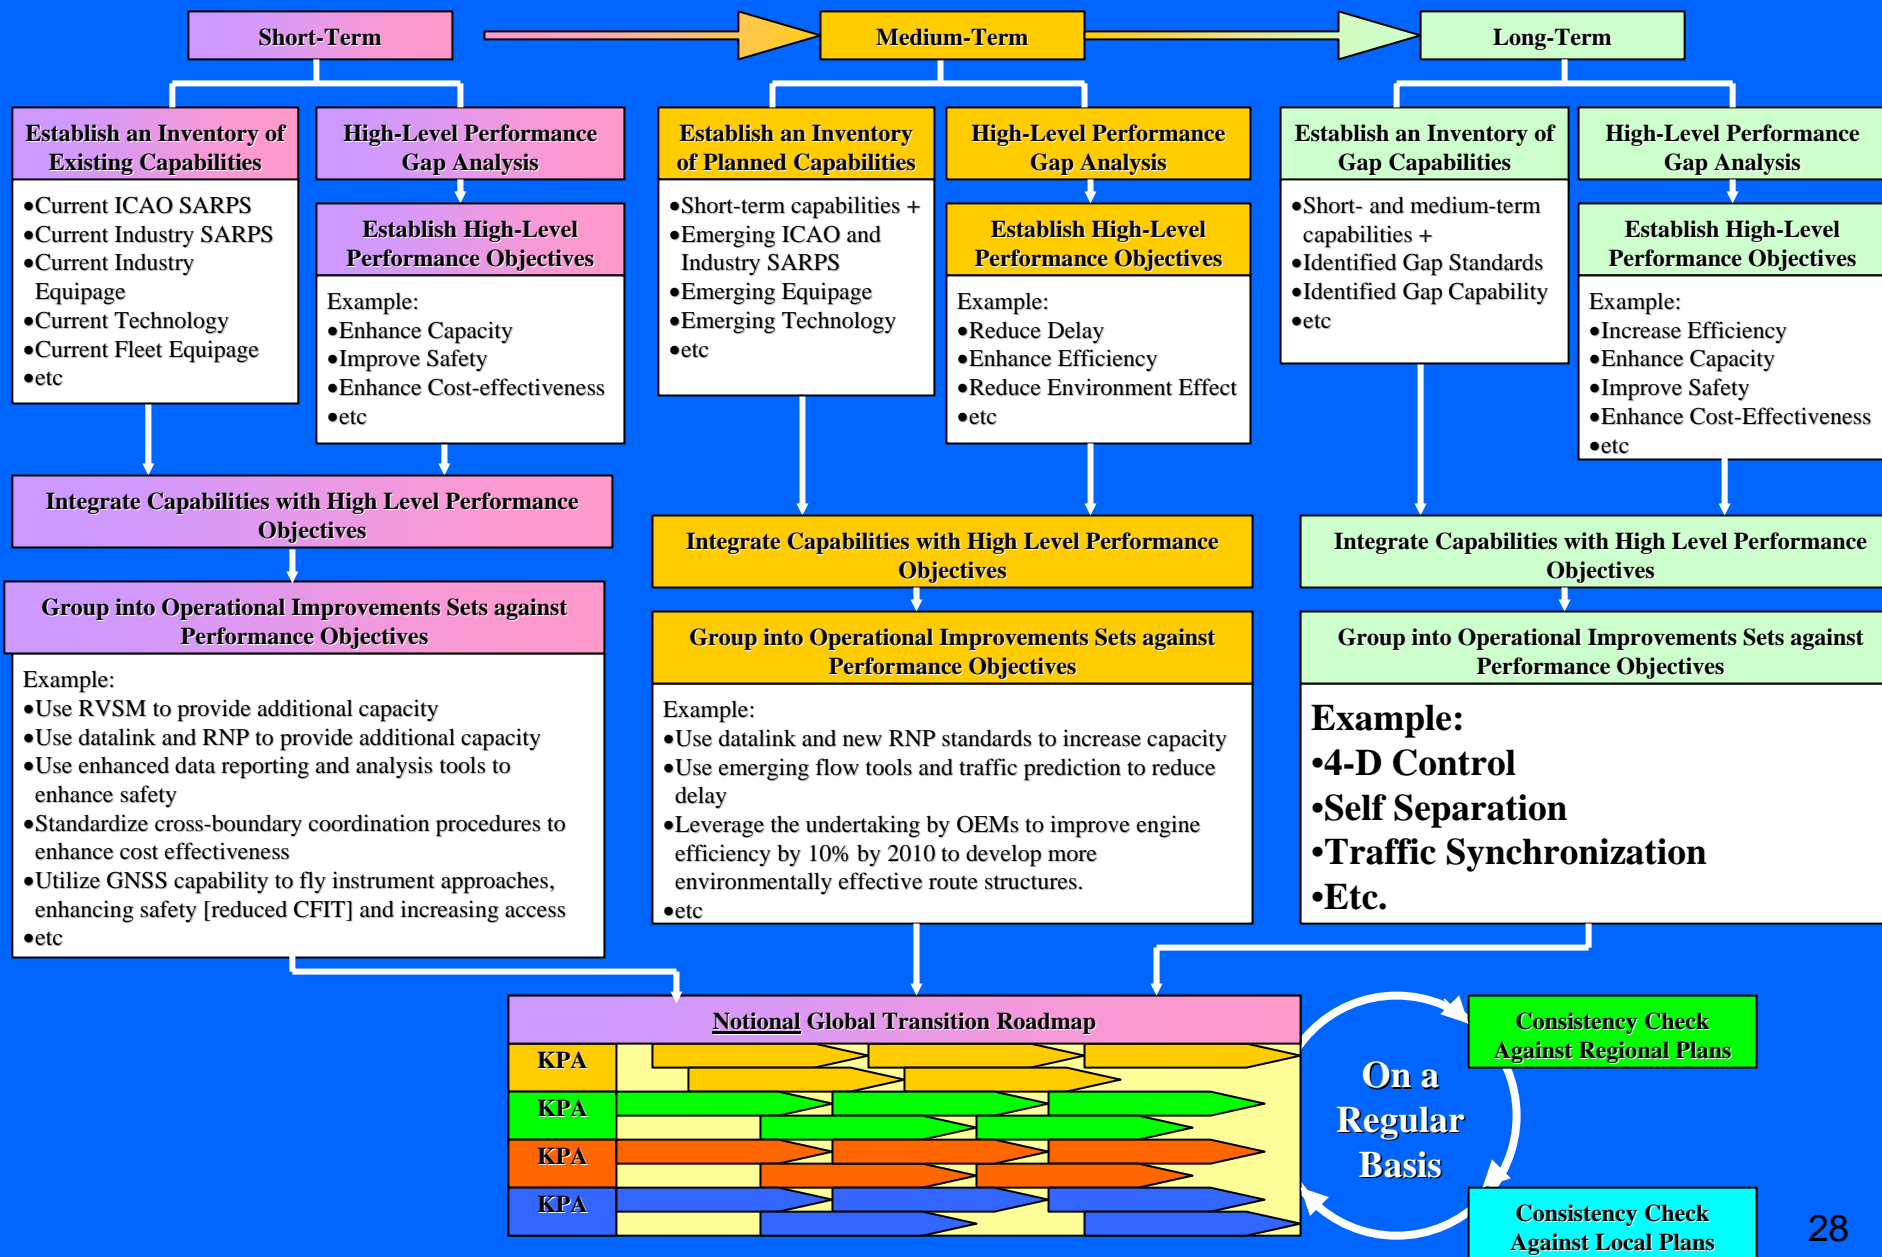 Short-Term
Medium-Term
Long-Term
Establish an Inventory of
Existing Capabilities
•Current ICAO SARPS
•Current Industry SARPS
•Current Industry
Equipage
•Current Technology
•Current Fleet Equipage
•etc
High-Level Performance
Gap Analysis
Establish High-Level
Performance Objectives
Example:
•Enhance Capacity
•Improve Safety
•Enhance Cost-effectiveness
•etc
Establish an Inventory
of Planned Capabilities
•Short-term capabilities +
•Emerging ICAO and
Industry SARPS
•Emerging Equipage
•Emerging Technology
•etc
High-Level Performance
Gap Analysis
Establish High-Level
Performance Objectives
Example:
•Reduce Delay
•Enhance Efficiency
•Reduce Environment Effect
•etc
Establish an Inventory of
Gap Capabilities
•Short- and medium-term
capabilities +
•Identified Gap Standards
•Identified Gap Capability
•etc
High-Level Performance
Gap Analysis
Establish High-Level
Performance Objectives
Example:
•Increase Efficiency
•Enhance Capacity
•Improve Safety
•Enhance Cost-Effectiveness
•etc
Integrate Capabilities with High Level Performance
Objectives
Integrate Capabilities with High Level Performance
Objectives
Integrate Capabilities with High Level Performance
Objectives
Group into Operational Improvements Sets against
Performance Objectives
Example:
•Use RVSM to provide additional capacity
•Use datalink and RNP to provide additional capacity
•Use enhanced data reporting and analysis tools to
enhance safety
•Standardize cross-boundary coordination procedures to
enhance cost effectiveness
•Utilize GNSS capability to fly instrument approaches,
enhancing safety [reduced CFIT] and increasing access
•etc
Group into Operational Improvements Sets against
Performance Objectives
Example:
•Use datalink and new RNP standards to increase capacity
•Use emerging flow tools and traffic prediction to reduce
delay
•Leverage the undertaking by OEMs to improve engine
efficiency by 10% by 2010 to develop more
environmentally effective route structures.
•etc
Group into Operational Improvements Sets against
Performance Objectives
Example:
•4-D Control
•Self Separation
•Traffic Synchronization
•Etc.
Notional Global Transition Roadmap
KPA
KPA
KPA
KPA
On a
Regular
Basis
Consistency Check
Against Regional Plans
Consistency Check
Against Local Plans
28